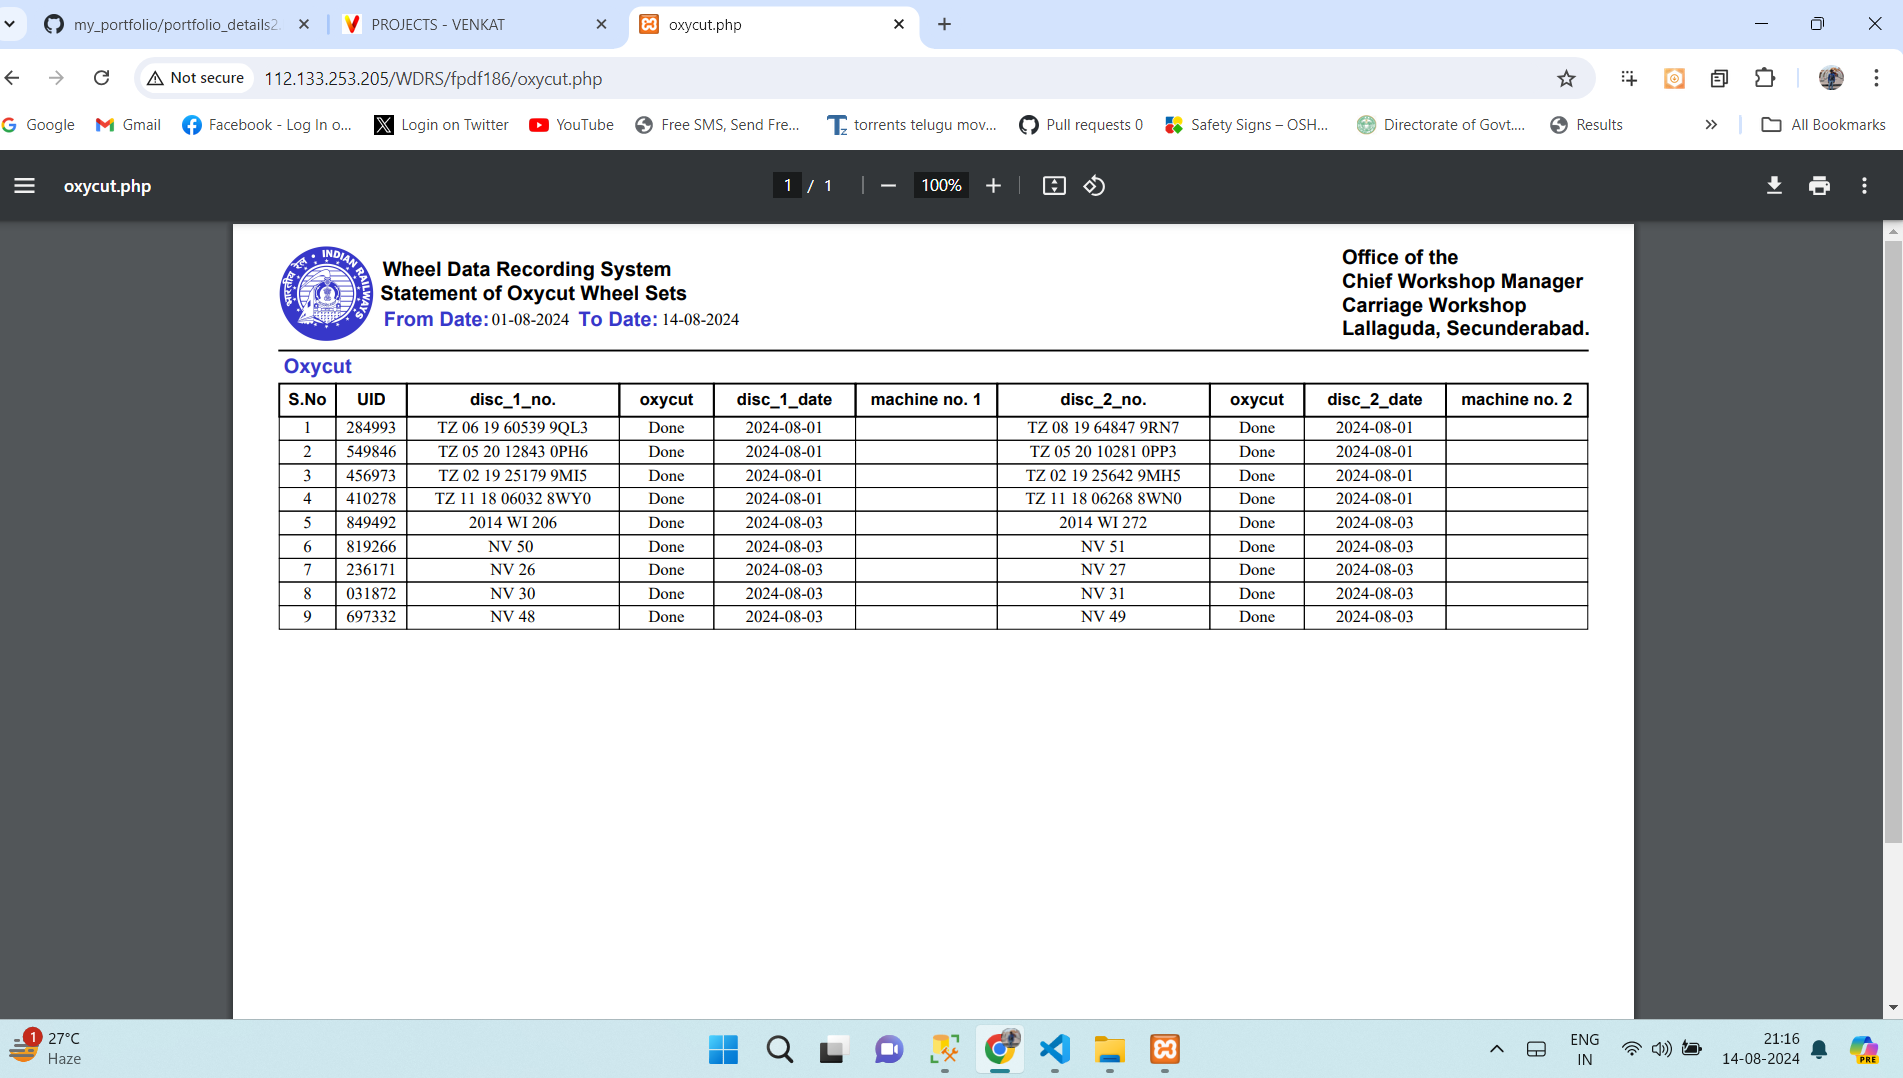 my_portfolio/portfolio_details2.
PROJECTS - VENKAT
oxycut.php
Not secure
112.133.253.205/WDRS/fpdf186/oxycut.php
Google
Gmail
Facebook - Log In o...
Login on Twitter
YouTube
Free SMS, Send Fre...
torrents telugu mov...
Pull requests 0
Safety Signs – OSH...
Directorate of Govt....
Results
All Bookmarks
oxycut.php
1 / 1
100%
भारतीय रेल • INDIAN RAILWAYS
Wheel Data Recording System
Statement of Oxycut Wheel Sets
From Date: 01-08-2024 To Date: 14-08-2024
Office of the
Chief Workshop Manager
Carriage Workshop
Lallaguda, Secunderabad.
Oxycut
S.No UID disc_1_no. oxycut disc_1_date machine no. 1 disc_2_no. oxycut disc_2_date machine no. 2
1 284993 TZ 06 19 60539 9QL3 Done 2024-08-01 TZ 08 19 64847 9RN7 Done 2024-08-01
2 549846 TZ 05 20 12843 0PH6 Done 2024-08-01 TZ 05 20 10281 0PP3 Done 2024-08-01
3 456973 TZ 02 19 25179 9MI5 Done 2024-08-01 TZ 02 19 25642 9MH5 Done 2024-08-01
4 410278 TZ 11 18 06032 8WY0 Done 2024-08-01 TZ 11 18 06268 8WN0 Done 2024-08-01
5 849492 2014 WI 206 Done 2024-08-03 2014 WI 272 Done 2024-08-03
6 819266 NV 50 Done 2024-08-03 NV 51 Done 2024-08-03
7 236171 NV 26 Done 2024-08-03 NV 27 Done 2024-08-03
8 031872 NV 30 Done 2024-08-03 NV 31 Done 2024-08-03
9 697332 NV 48 Done 2024-08-03 NV 49 Done 2024-08-03
1
27°C
Haze
ENG
IN
21:16
14-08-2024
PRE